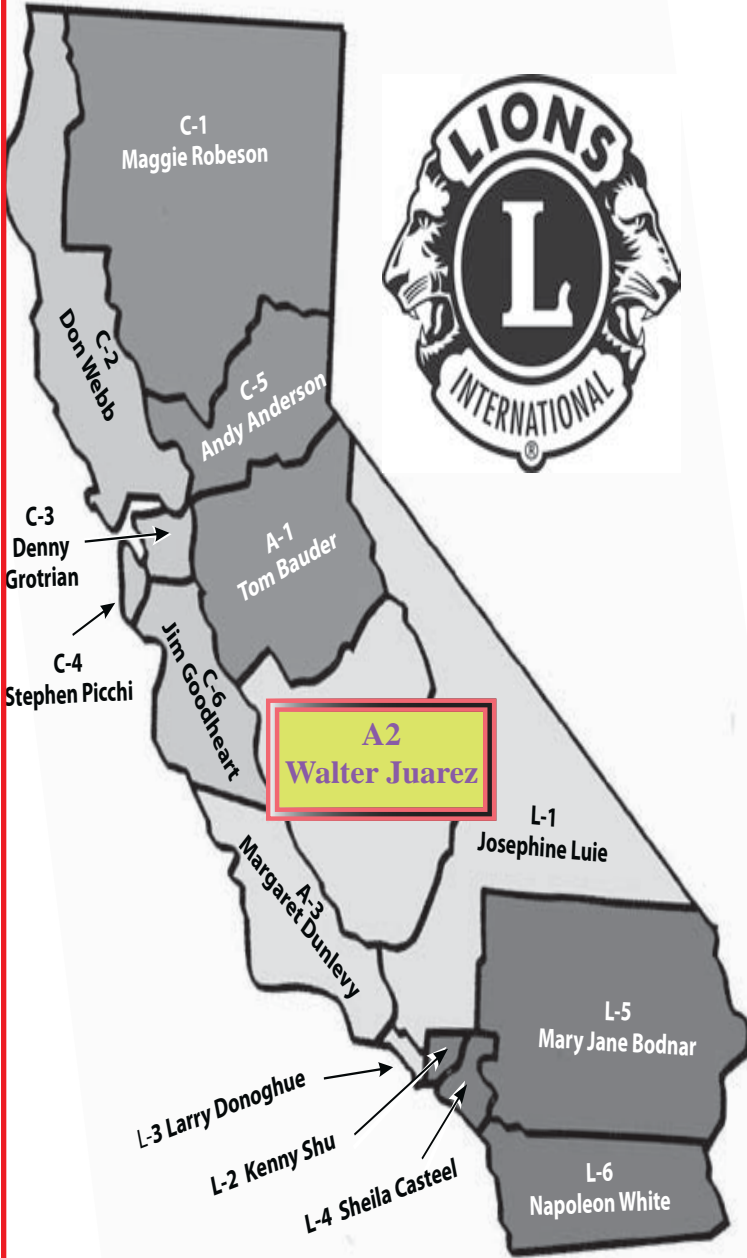 C-1
Maggie Robeson
LIONS
L
INTERNATIONAL
®
C-2
Don Webb
C-5
Andy Anderson
C-3
Denny
Grotrian
A-1
Tom Bauder
C-4
Stephen Picchi
C-6
Jim Goodheart
A2
Walter Juarez
L-1
Josephine Luie
A-3
Margaret Dunlevy
L-5
Mary Jane Bodnar
L-3 Larry Donoghue
L-2 Kenny Shu
L-4 Sheila Casteel
L-6
Napoleon White